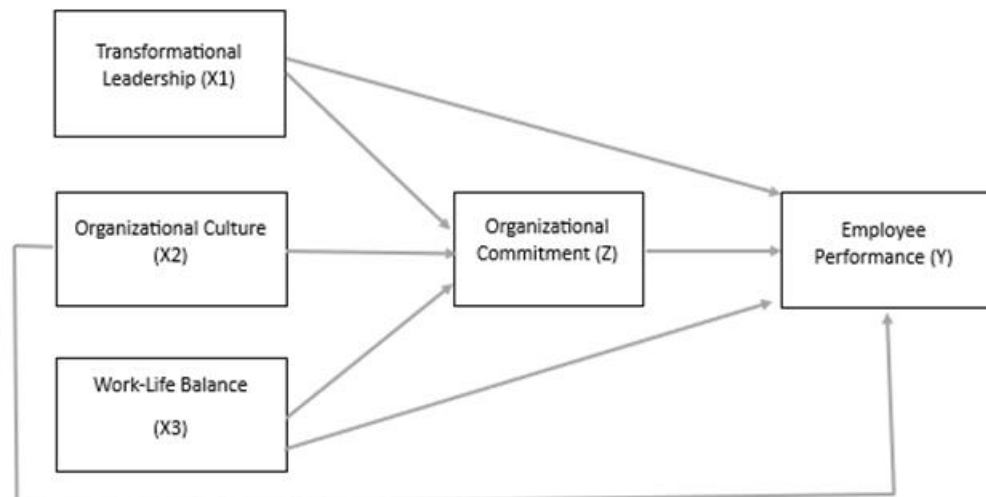 Transformational
Leadership (X1)
Organizational Culture
(X2)
Work-Life Balance
(X3)
Organizational
Commitment (Z)
Employee
Performance (Y)